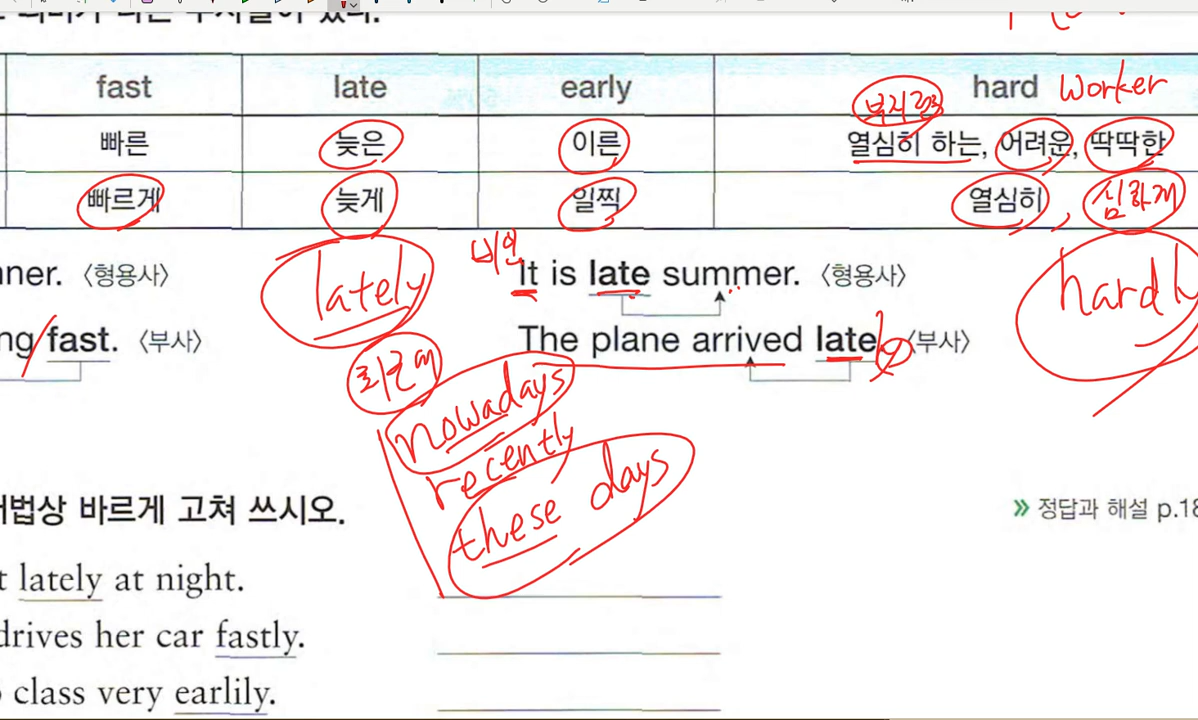 fast late early hard worker
부지런한
빠른 늦은 이른 열심히 하는, 어려운, 딱딱한
빠르게 늦게 일찍 열심히, 심하게
비인
nner. <형용사> lately It is late summer. <형용사> hardly
ng fast. <부사> The plane arrived late <부사>
최근에
nowadays
recently
these days
법상 바르게 고쳐 쓰시오. » 정답과 해설 p.18
t lately at night.
drives her car fastly.
class very earlily.